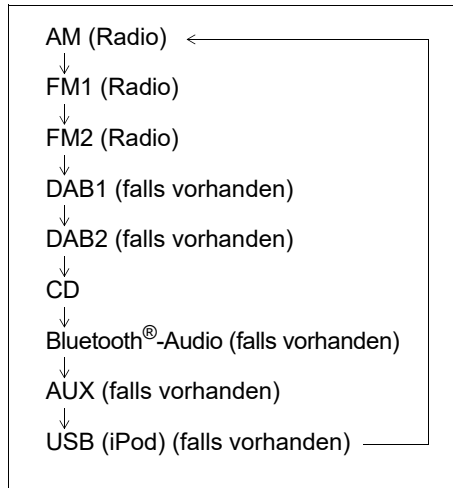 AM (Radio)
FM1 (Radio)
FM2 (Radio)
DAB1 (falls vorhanden)
DAB2 (falls vorhanden)
CD
Bluetooth®-Audio (falls vorhanden)
AUX (falls vorhanden)
USB (iPod) (falls vorhanden)